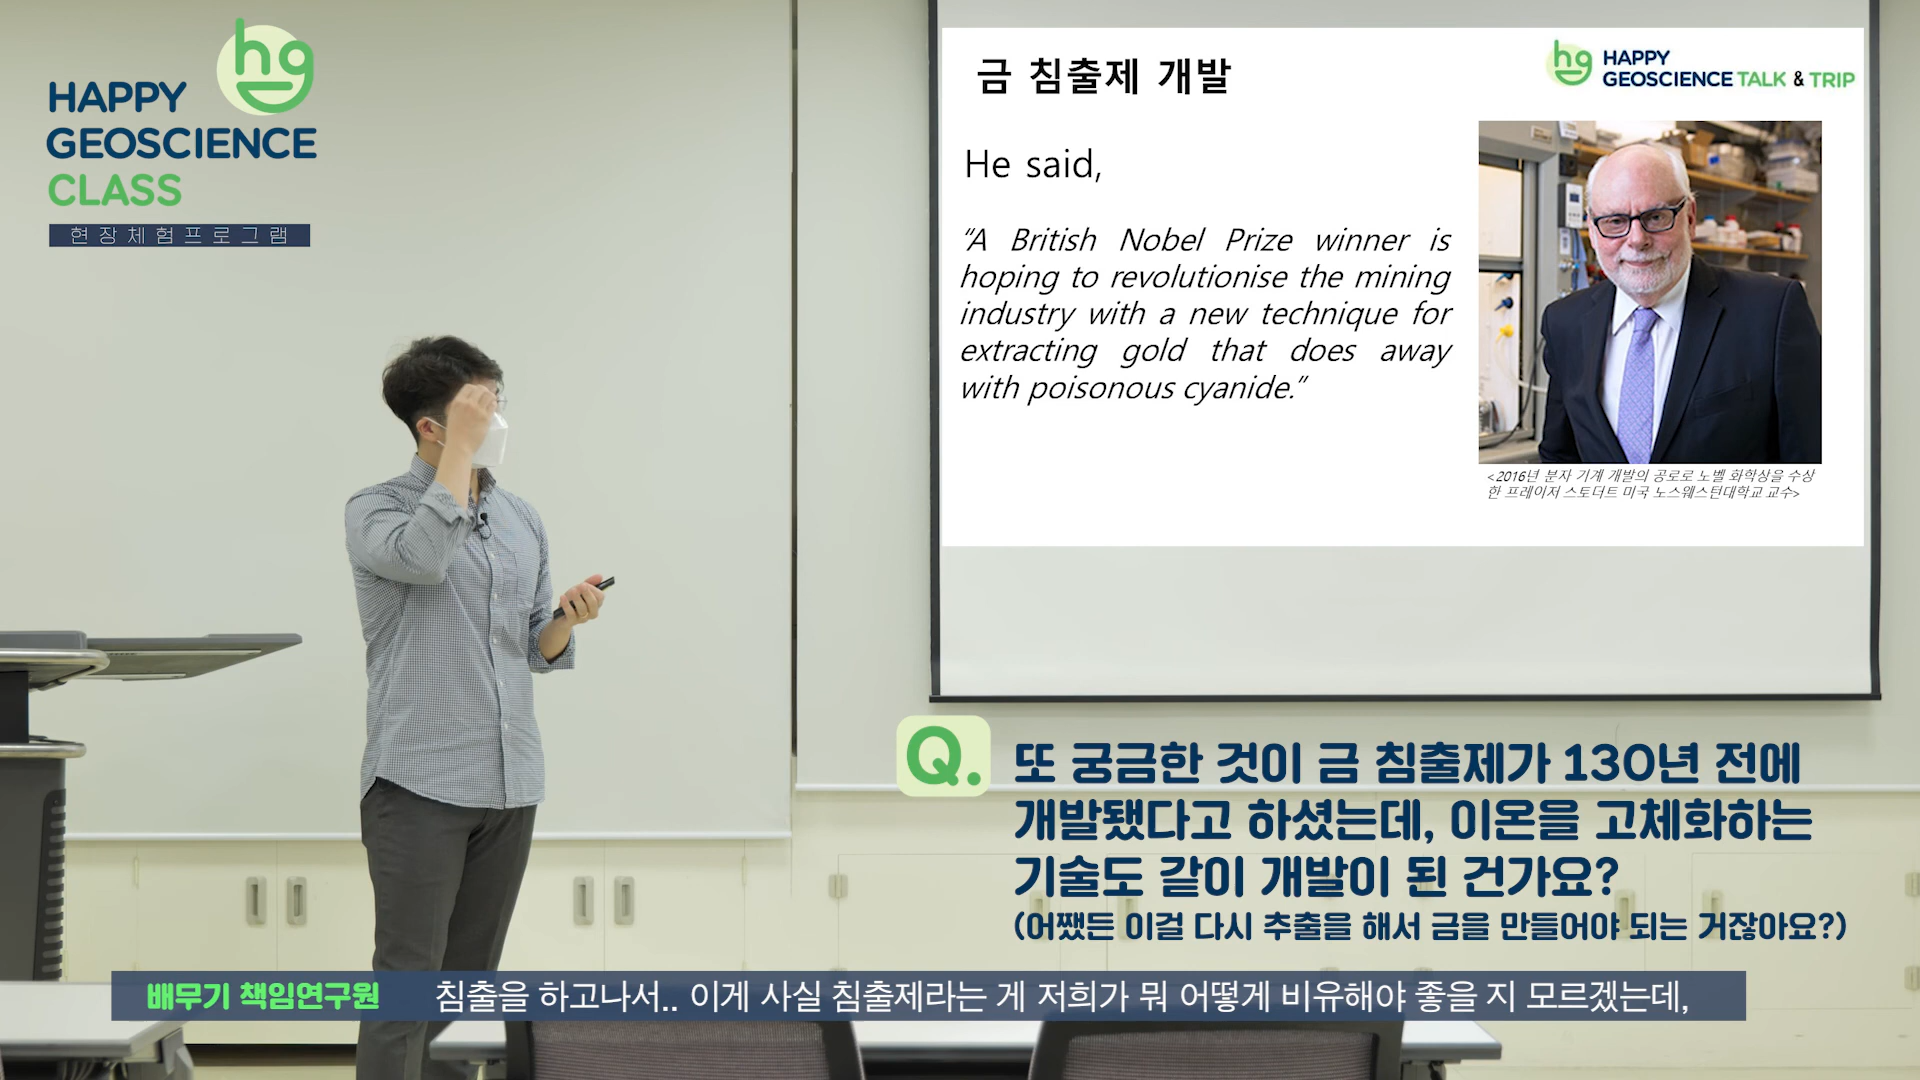 hg
HAPPY
GEOSCIENCE
CLASS
현장체험프로그램
금 침출제 개발
hg HAPPY
GEOSCIENCE TALK & TRIP
He said,
“A British Nobel Prize winner is
hoping to revolutionise the mining
industry with a new technique for
extracting gold that does away
with poisonous cyanide.”
<2016년 분자 기계 개발의 공로로 노벨 화학상을 수상
한 프레이저 스토더트 미국 노스웨스턴대학교 교수>
Q. 또 궁금한 것이 금 침출제가 130년 전에
개발됐다고 하셨는데, 이온을 고체화하는
기술도 같이 개발이 된 건가요?
(어쨌든 이걸 다시 추출을 해서 금을 만들어야 되는 거잖아요?)
배무기 책임연구원 침출을 하고나서.. 이게 사실 침출제라는 게 저희가 뭐 어떻게 비유해야 좋을 지 모르겠는데,